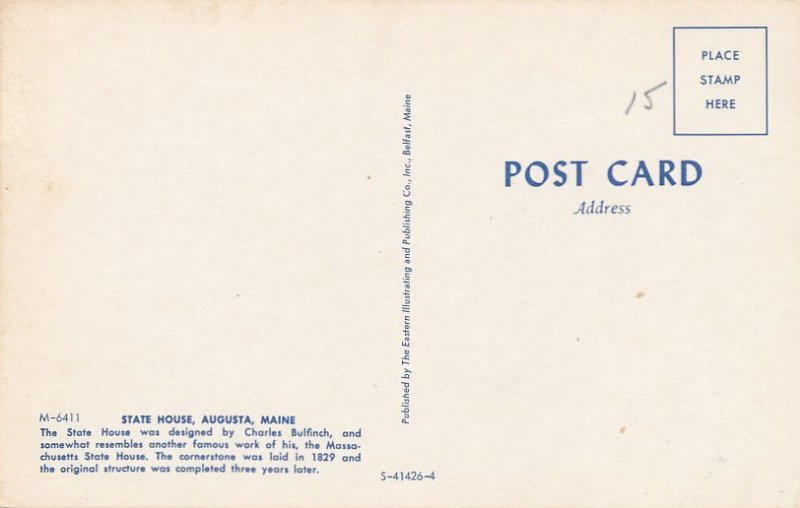 PLACE
STAMP
HERE
15
POST CARD
Address
Published by The Eastern Illustrating and Publishing Co., Inc., Belfast, Maine
M-6411 STATE HOUSE, AUGUSTA, MAINE
The State House was designed by Charles Bulfinch, and
somewhat resembles another famous work of his, the Massa-
chusetts State House. The cornerstone was laid in 1829 and
the original structure was completed three years later.
S-41426-4